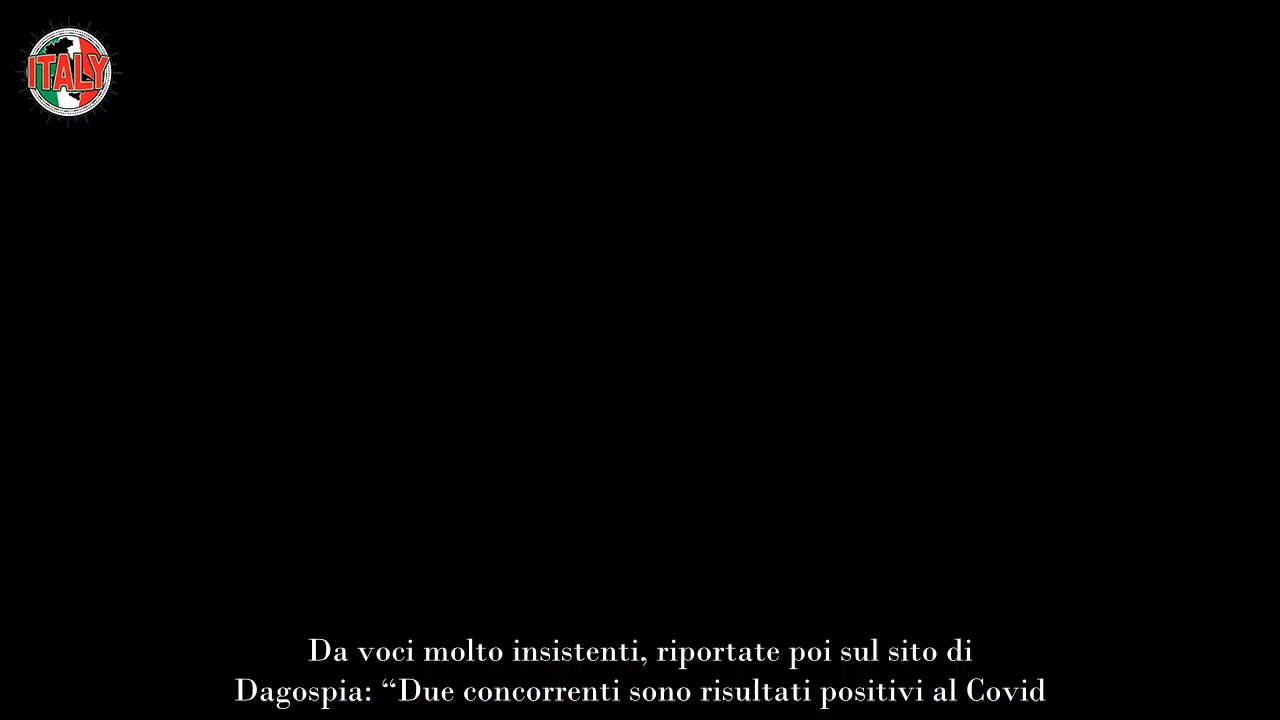 ITALY
Da voci molto insistenti, riportate poi sul sito di
Dagospia: “Due concorrenti sono risultati positivi al Covid